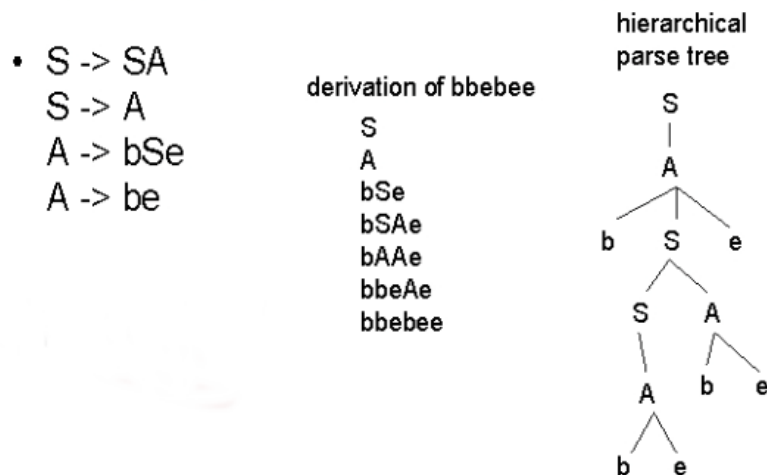 • S -> SA
S -> A
A -> bSe
A -> be
derivation of bbebee
S
A
bSe
bSAe
bAAe
bbeAe
bbebee
hierarchical
parse tree
S
A
b S e
S A
b e
A
b e